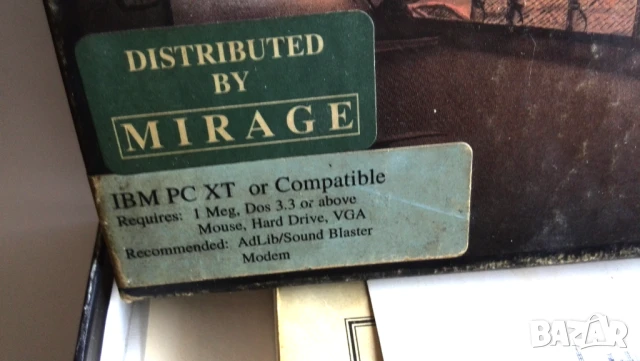 DISTRIBUTED
BY
MIRAGE
IBM PC XT or Compatible
Requires: 1 Meg, Dos 3.3 or above
Mouse, Hard Drive, VGA
Recommended: AdLib/Sound Blaster
Modem
BAZAR.bg